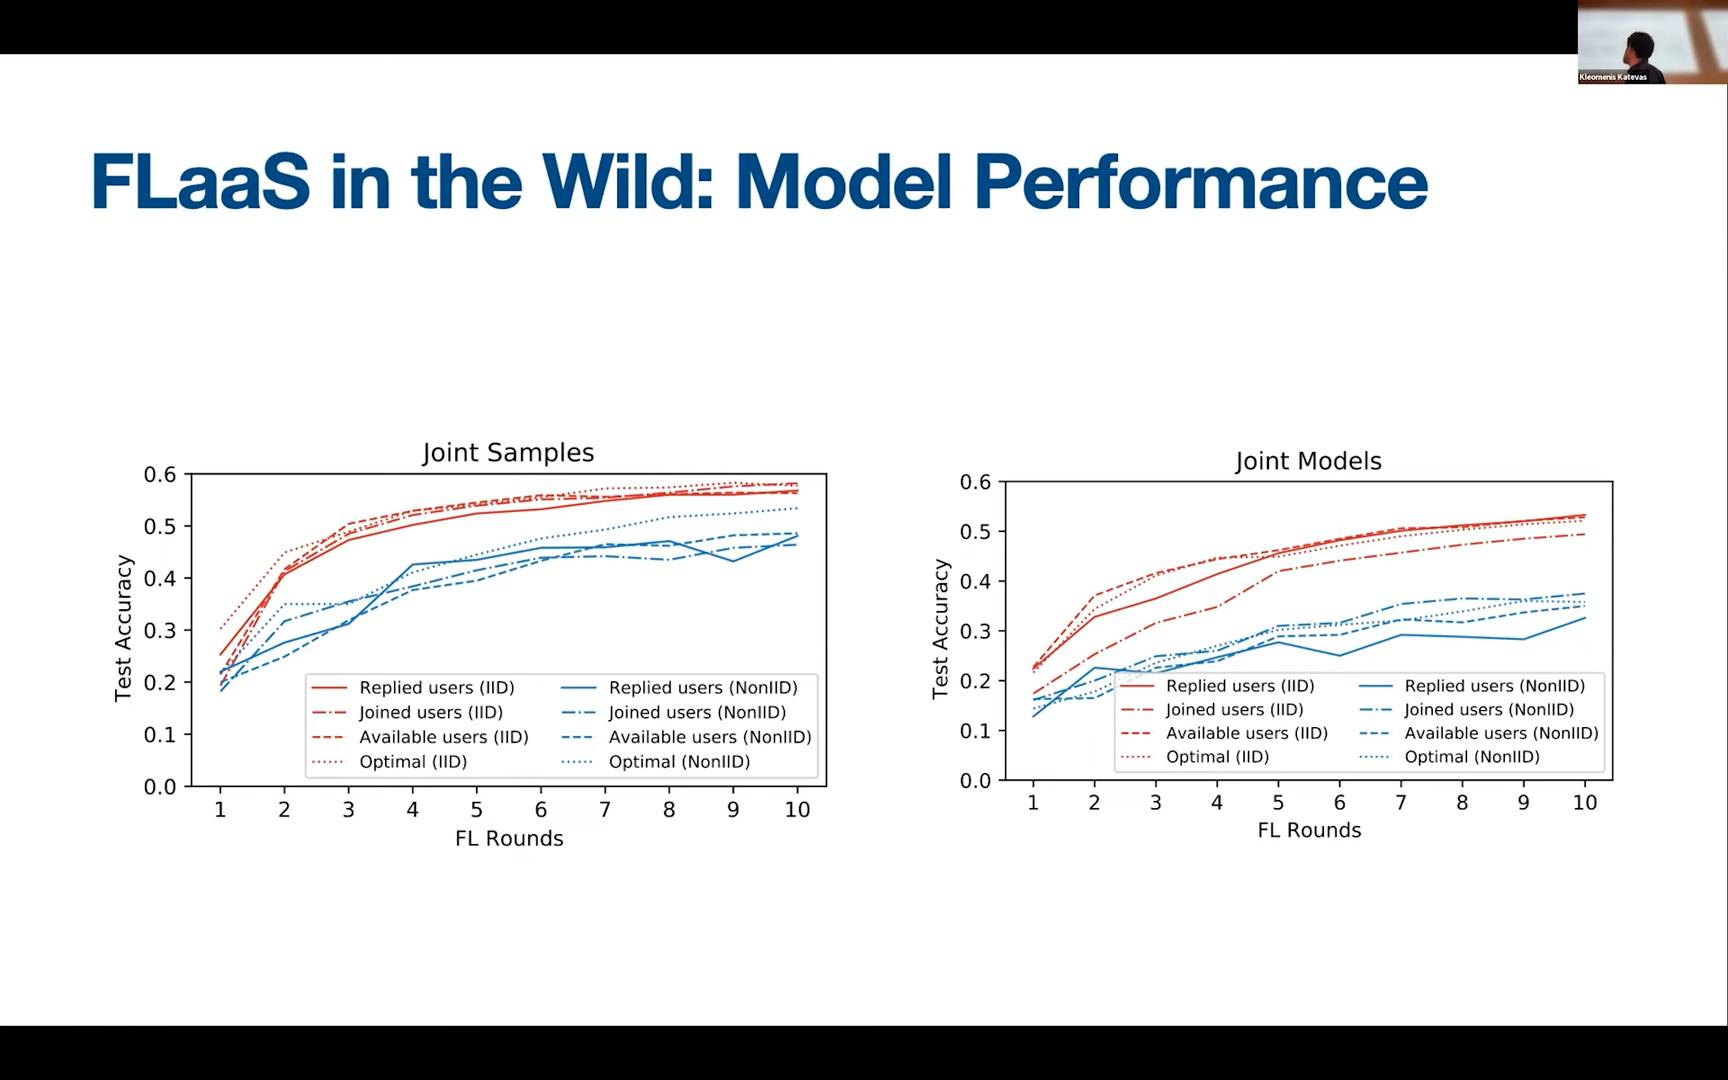 Kleomenis Katevas
FLaaS in the Wild: Model Performance
Joint Samples
0.6
0.5
0.4
0.3
0.2
0.1
0.0
Test Accuracy
Replied users (IID)
Joined users (IID)
Available users (IID)
Optimal (IID)
Replied users (NonIID)
Joined users (NonIID)
Available users (NonIID)
Optimal (NonIID)
1 2 3 4 5 6 7 8 9 10
FL Rounds
Joint Models
0.6
0.5
0.4
0.3
0.2
0.1
0.0
Test Accuracy
Replied users (IID)
Joined users (IID)
Available users (IID)
Optimal (IID)
Replied users (NonIID)
Joined users (NonIID)
Available users (NonIID)
Optimal (NonIID)
1 2 3 4 5 6 7 8 9 10
FL Rounds